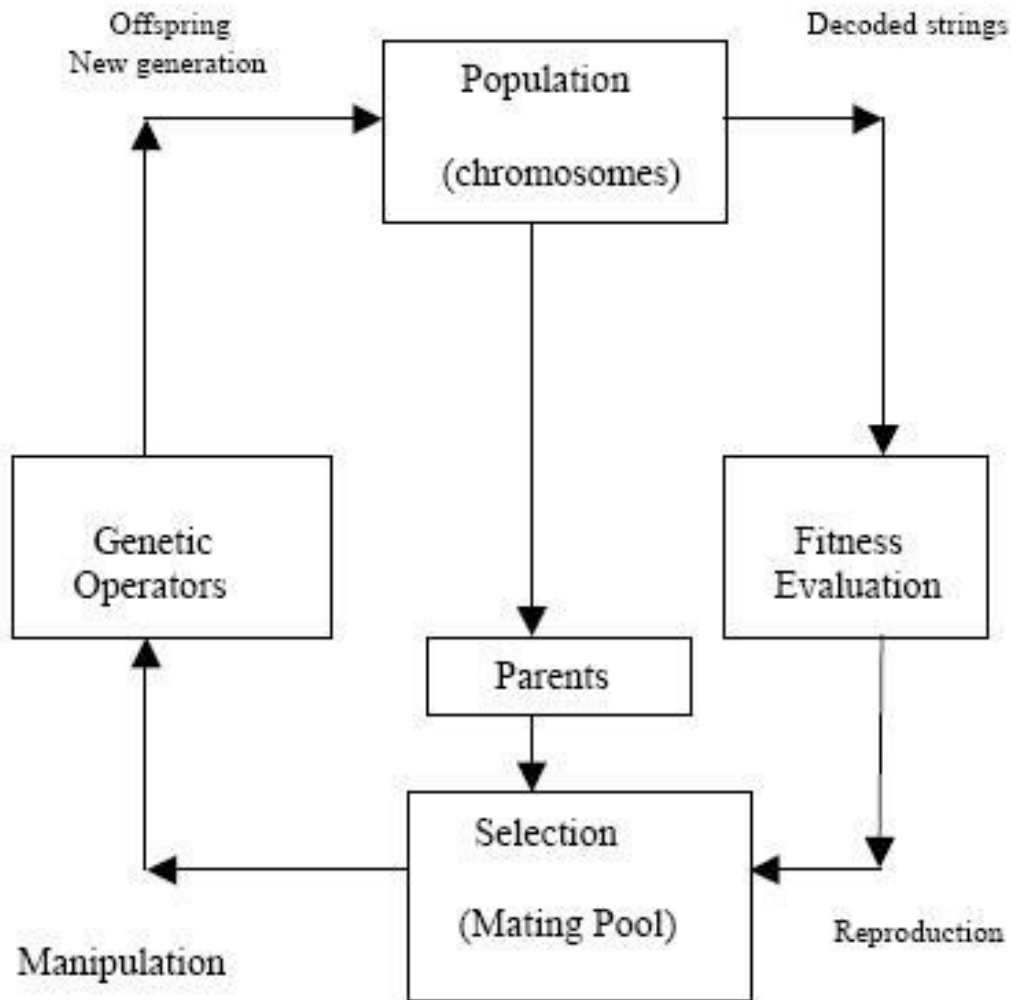 Offspring
New generation
Population
(chromosomes)
Decoded strings
Genetic
Operators
Fitness
Evaluation
Parents
Selection
(Mating Pool)
Manipulation
Reproduction